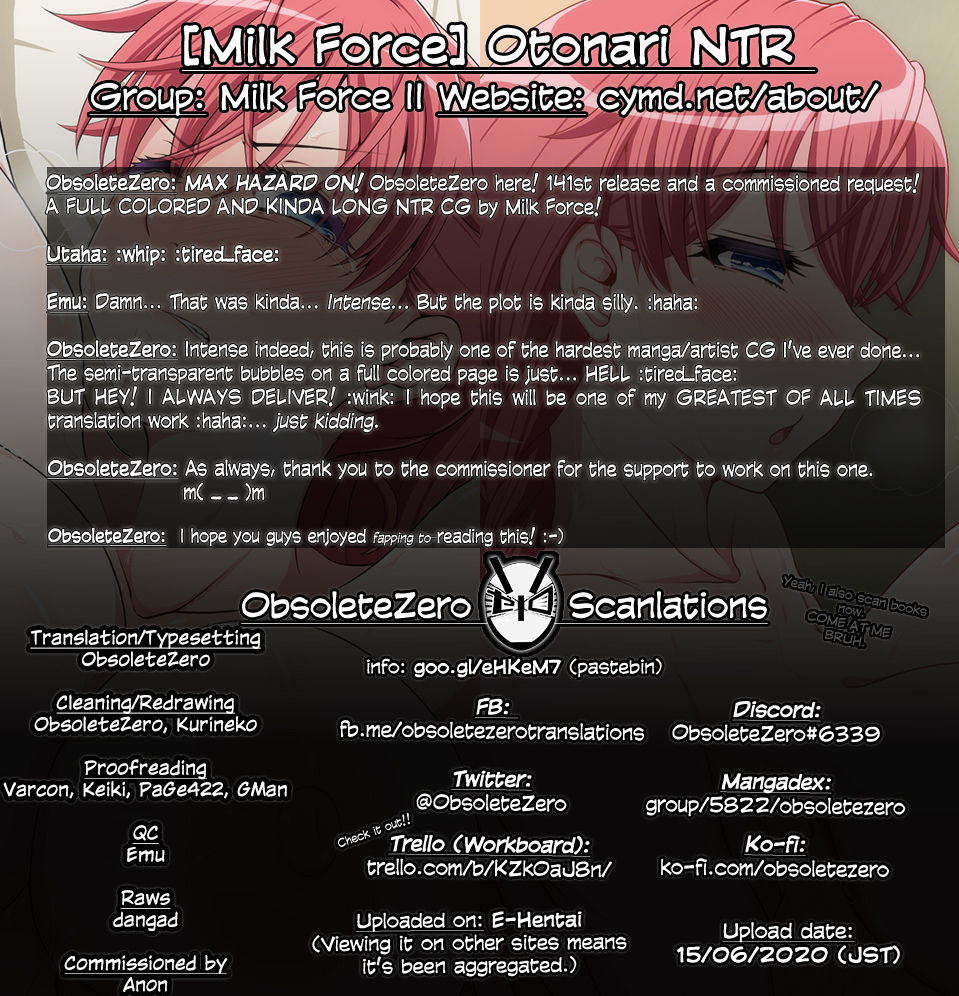 [Milk Force] Otonari NTR
Group: Milk Force II Website: cymd.net/about/
ObsoleteZero: MAX HAZARD ON! ObsoleteZero here! 141st release and a commissioned request!
A FULL COLORED AND KINDA LONG NTR CG by Milk Force!
Utaha: :whip: :tired_face:
Emu: Damn... That was kinda... Intense... But the plot is kinda silly. :haha:
ObsoleteZero: Intense indeed, this is probably one of the hardest manga/artist CG I've ever done...
The semi-transparent bubbles on a full colored page is just... HELL :tired_face:
BUT HEY! I ALWAYS DELIVER! :wink: I hope this will be one of my GREATEST OF ALL TIMES
translation work :haha:... just kidding.
ObsoleteZero: As always, thank you to the commissioner for the support to work on this one.
m( _ _ )m
ObsoleteZero: I hope you guys enjoyed fapping to reading this! :-)
ObsoleteZero Scanlations
Yeah, I also scan books
now.
COME AT ME
BRUH.
info: goo.gl/eHKeM7 (pastebin)
Translation/Typesetting
ObsoleteZero
Cleaning/Redrawing
ObsoleteZero, Kurineko
Proofreading
Varcon, Keiki, PaGe422, GMan
QC
Emu
Raws
dangad
Commissioned by
Anon
FB:
fb.me/obsoletezerotranslations
Twitter:
@ObsoleteZero
Check it out!!
Trello (Workboard):
trello.com/b/KZkOaJ8n/
Uploaded on: E-Hentai
(Viewing it on other sites means
it's been aggregated.)
Discord:
ObsoleteZero#6339
Mangadex:
group/5822/obsoletezero
Ko-fi:
ko-fi.com/obsoletezero
Upload date:
15/06/2020 (JST)